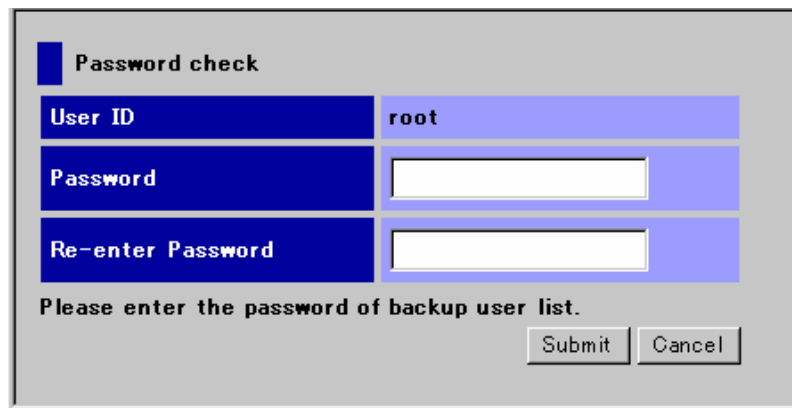 Password check
User ID root
Password
Re-enter Password
Please enter the password of backup user list.
Submit Cancel